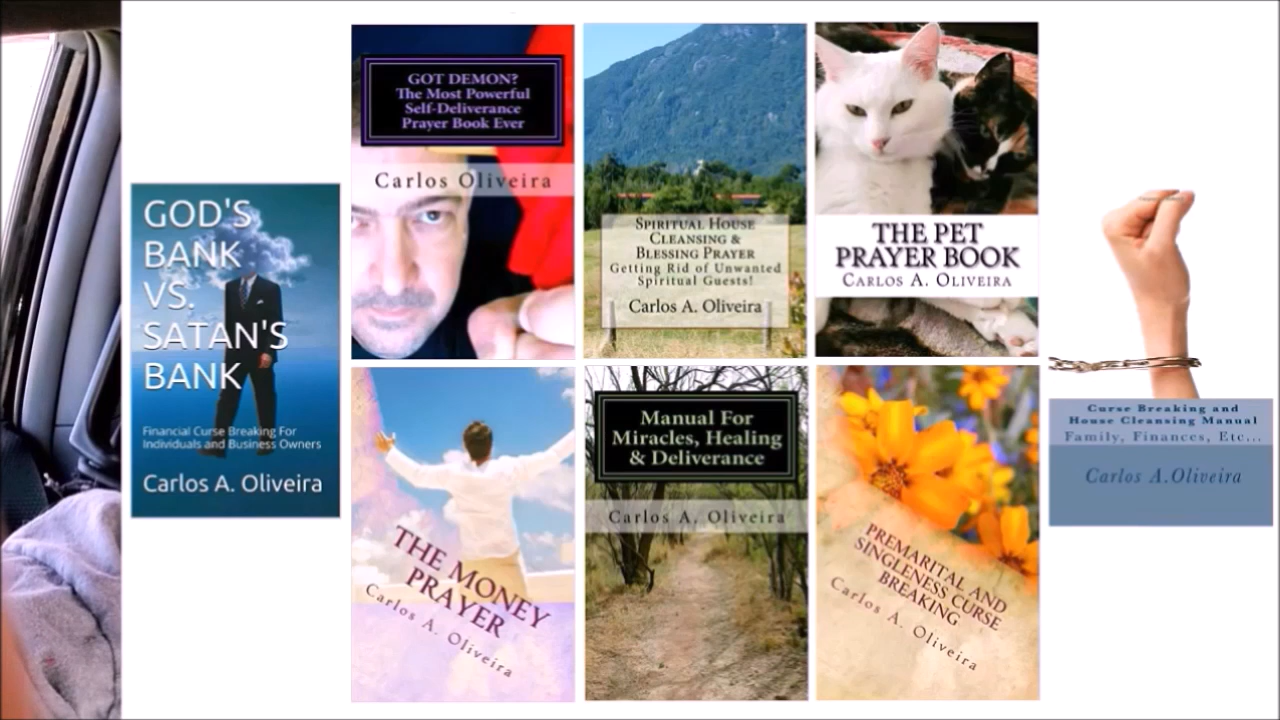 GOD'S
BANK
VS.
SATAN'S
BANK
Financial Curse Breaking For
Individuals and Business Owners
Carlos A. Oliveira
GOT DEMON?
The Most Powerful
Self-Deliverance
Prayer Book Ever
Carlos Oliveira
SPIRITUAL HOUSE
CLEANSING &
BLESSING PRAYER
Getting Rid of Unwanted
Spiritual Guests!
Carlos A. Oliveira
THE PET
PRAYER BOOK
CARLOS A. OLIVEIRA
THE MONEY
PRAYER
Carlos A. Oliveira
Manual For
Miracles, Healing
& Deliverance
Carlos A. Oliveira
PREMARITAL AND
SINGLENESS CURSE
BREAKING
Carlos A. Oliveira
Curse Breaking and
House Cleansing Manual
Family, Finances, Etc...
Carlos A.Oliveira